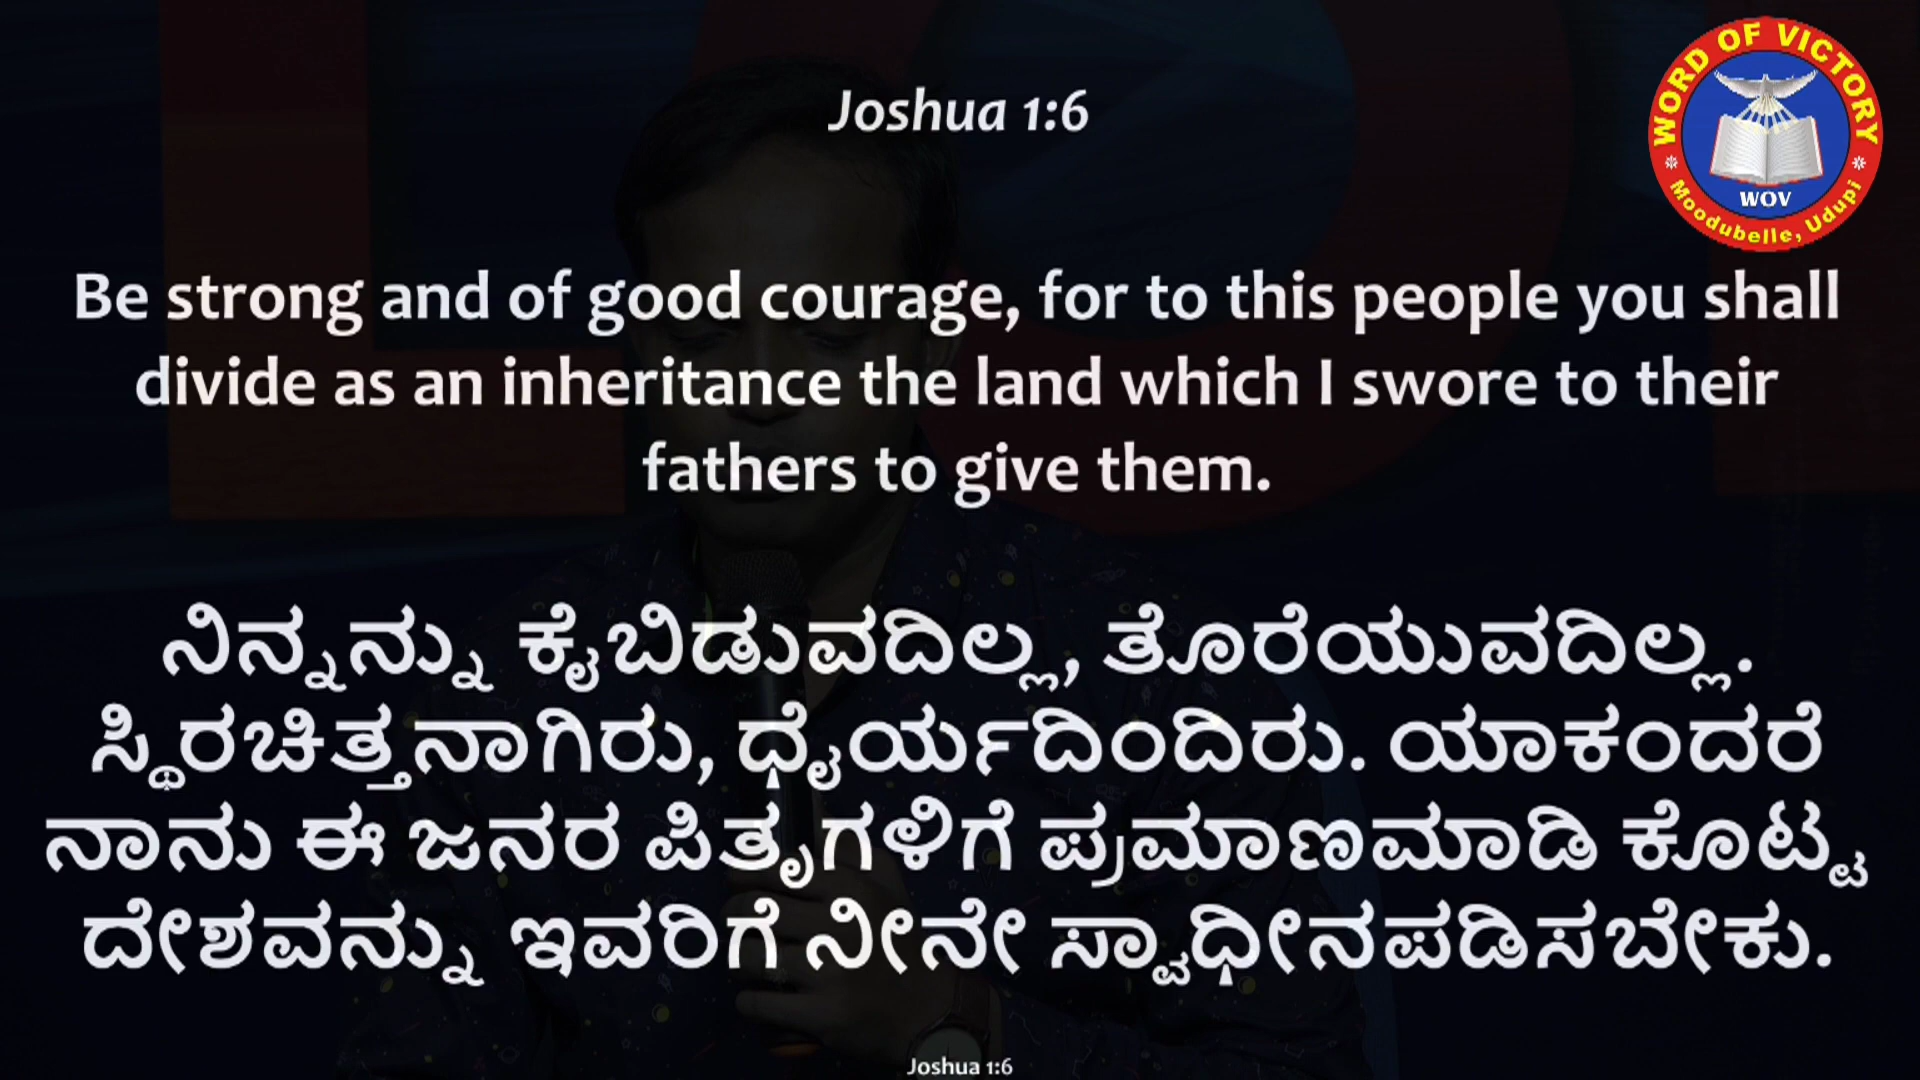 Joshua 1:6
WORD OF VICTORY
WOV
Moodubelle, Udupi
Be strong and of good courage, for to this people you shall
divide as an inheritance the land which I swore to their
fathers to give them.
ನಿನ್ನನ್ನು ಕೈಬಿಡುವದಿಲ್ಲ, ತೊರೆಯುವದಿಲ್ಲ.
ಸ್ಥಿರಚಿತ್ತನಾಗಿರು, ಧೈರ್ಯದಿಂದಿರು. ಯಾಕಂದರೆ
ನಾನು ಈ ಜನರ ಪಿತೃಗಳಿಗೆ ಪ್ರಮಾಣಮಾಡಿ ಕೊಟ್ಟ
ದೇಶವನ್ನು ಇವರಿಗೆ ನೀನೇ ಸ್ವಾಧೀನಪಡಿಸಬೇಕು.
Joshua 1:6